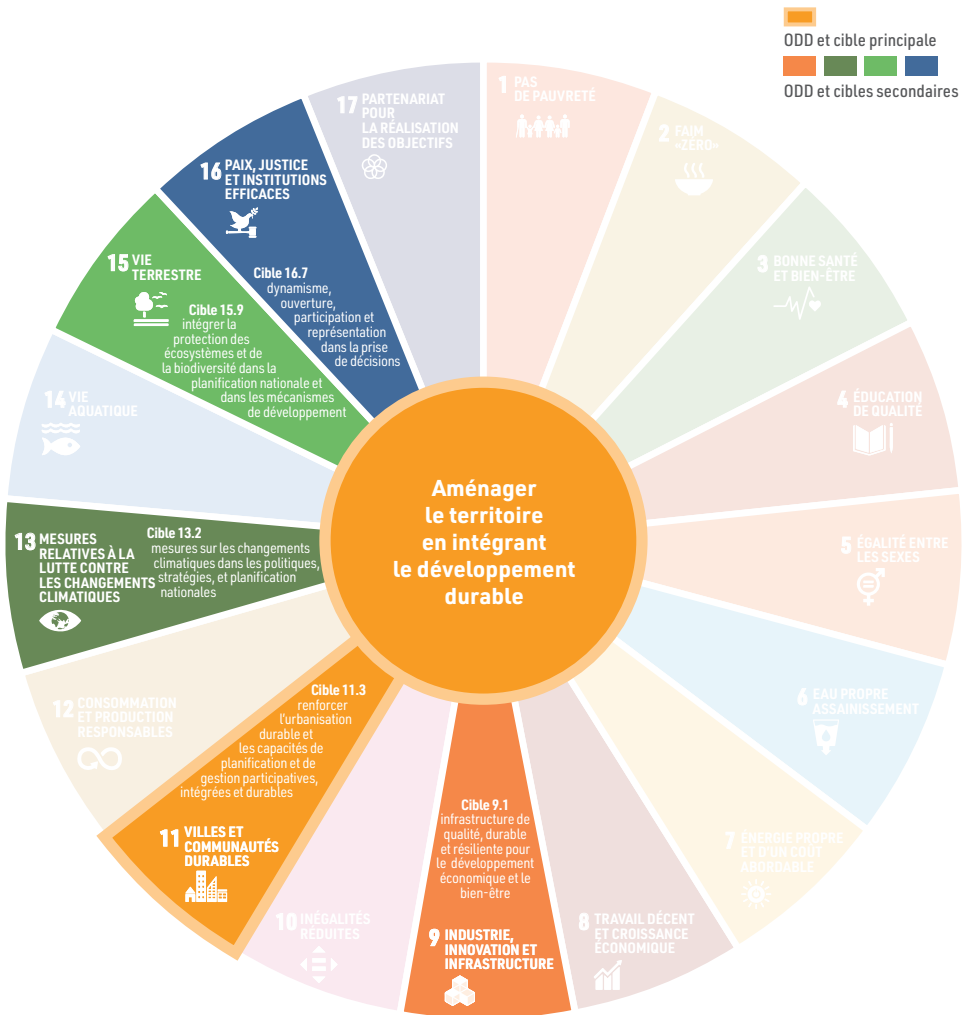 ODD et cible principale
ODD et cibles secondaires
1 PAS
DE PAUVRETÉ
2 FAIM
«ZÉRO»
3 BONNE SANTÉ
ET BIEN-ÊTRE
4 ÉDUCATION
DE QUALITÉ
5 ÉGALITÉ ENTRE
LES SEXES
6 EAU PROPRE
ASSAINISSEMENT
7 ÉNERGIE PROPRE
ET D'UN COÛT
ABORDABLE
8 TRAVAIL DÉCENT
ET CROISSANCE
ÉCONOMIQUE
Cible 9.1
infrastructure de
qualité, durable
et résiliente pour
le développement
économique et le
bien-être
9 INDUSTRIE,
INNOVATION ET
INFRASTRUCTURE
10 INÉGALITÉS
RÉDUITES
Cible 11.3
renforcer
l'urbanisation
durable et
les capacités de
planification et de
gestion participatives,
intégrées et durables
11 VILLES ET
COMMUNAUTÉS
DURABLES
12 CONSOMMATION
ET PRODUCTION
RESPONSABLES
13 MESURES
RELATIVES À LA
LUTTE CONTRE
LES CHANGEMENTS
CLIMATIQUES
Cible 13.2
mesures sur les changements
climatiques dans les politiques,
stratégies, et planification
nationales
14 VIE
AQUATIQUE
15 VIE
TERRESTRE
Cible 15.9
intégrer la
protection des
écosystèmes et de
la biodiversité dans la
planification nationale et
dans les mécanismes
de développement
16 PAIX, JUSTICE
ET INSTITUTIONS
EFFICACES
Cible 16.7
dynamisme,
ouverture,
participation et
représentation
dans la prise
de décisions
17 PARTENARIAT
POUR
LA RÉALISATION
DES OBJECTIFS
Aménager
le territoire
en intégrant
le développement
durable